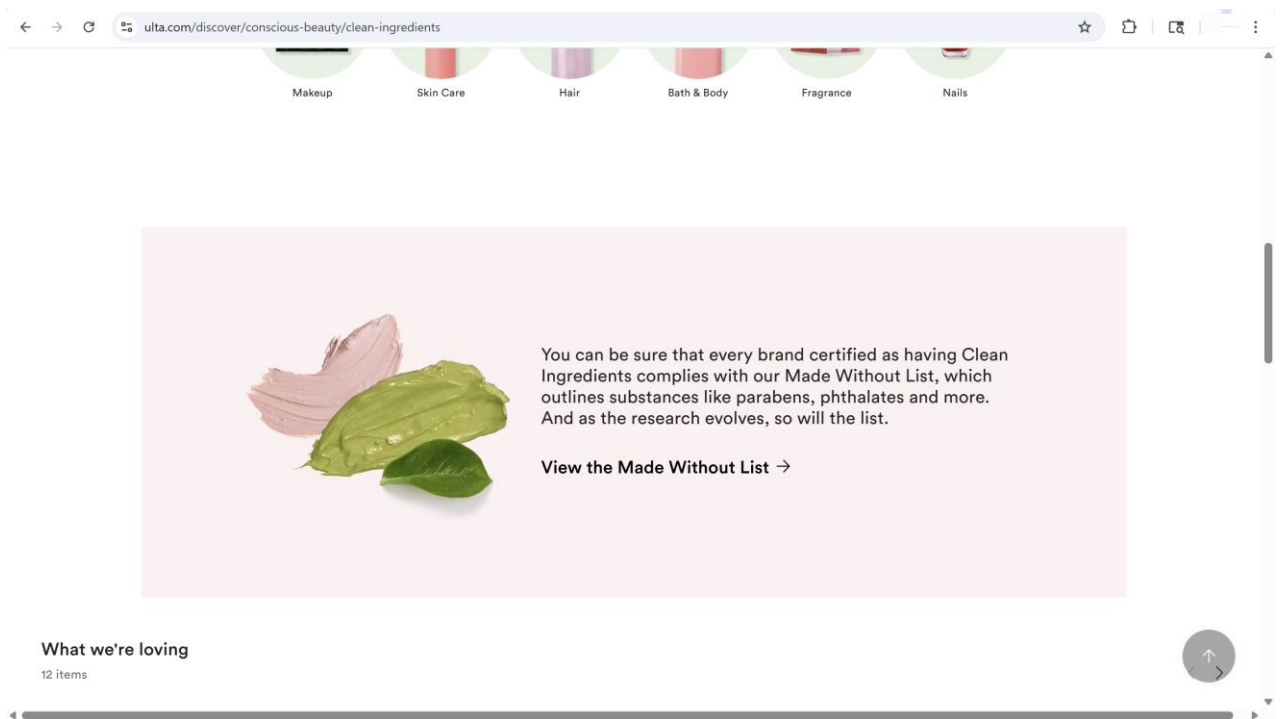 ulta.com/discover/conscious-beauty/clean-ingredients
Makeup
Skin Care
Hair
Bath & Body
Fragrance
Nails
You can be sure that every brand certified as having Clean
Ingredients complies with our Made Without List, which
outlines substances like parabens, phthalates and more.
And as the research evolves, so will the list.
View the Made Without List →
What we're loving
12 items